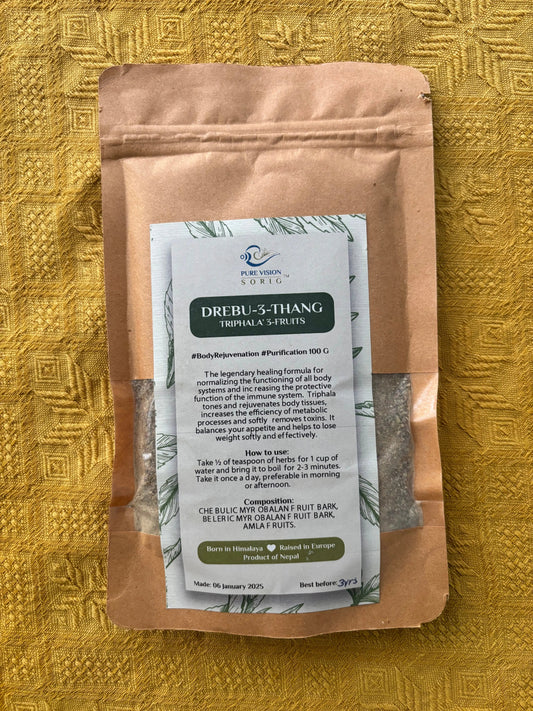 PURE VISION
SORIG TM
DREBU-3-THANG
TRIPHALA' 3-FRUITS
#BodyRejuvenation #Purification 100 G
The legendary healing formula for
normalizing the functioning of all body
systems and inc reasing the protective
function of the immune system. Triphala
tones and rejuvenates body tissues,
increases the efficiency of metabolic
processes and softly removes toxins. It
balances your appetite and helps to lose
weight softly and effectively.
How to use:
Take ½ of teaspoon of herbs for 1 cup of
water and bring it to boil for 2-3 minutes.
Take it once a day, preferable in morning
or afternoon.
Composition:
CHE BULIC MYR OBALAN F RUIT BARK,
BELER IC MYR OBALAN F RUIT BARK,
AMLA F RUITS.
Born in Himalaya Raised in Europe
Product of Nepal
Made: 06 January 2025 Best before: 3yrs